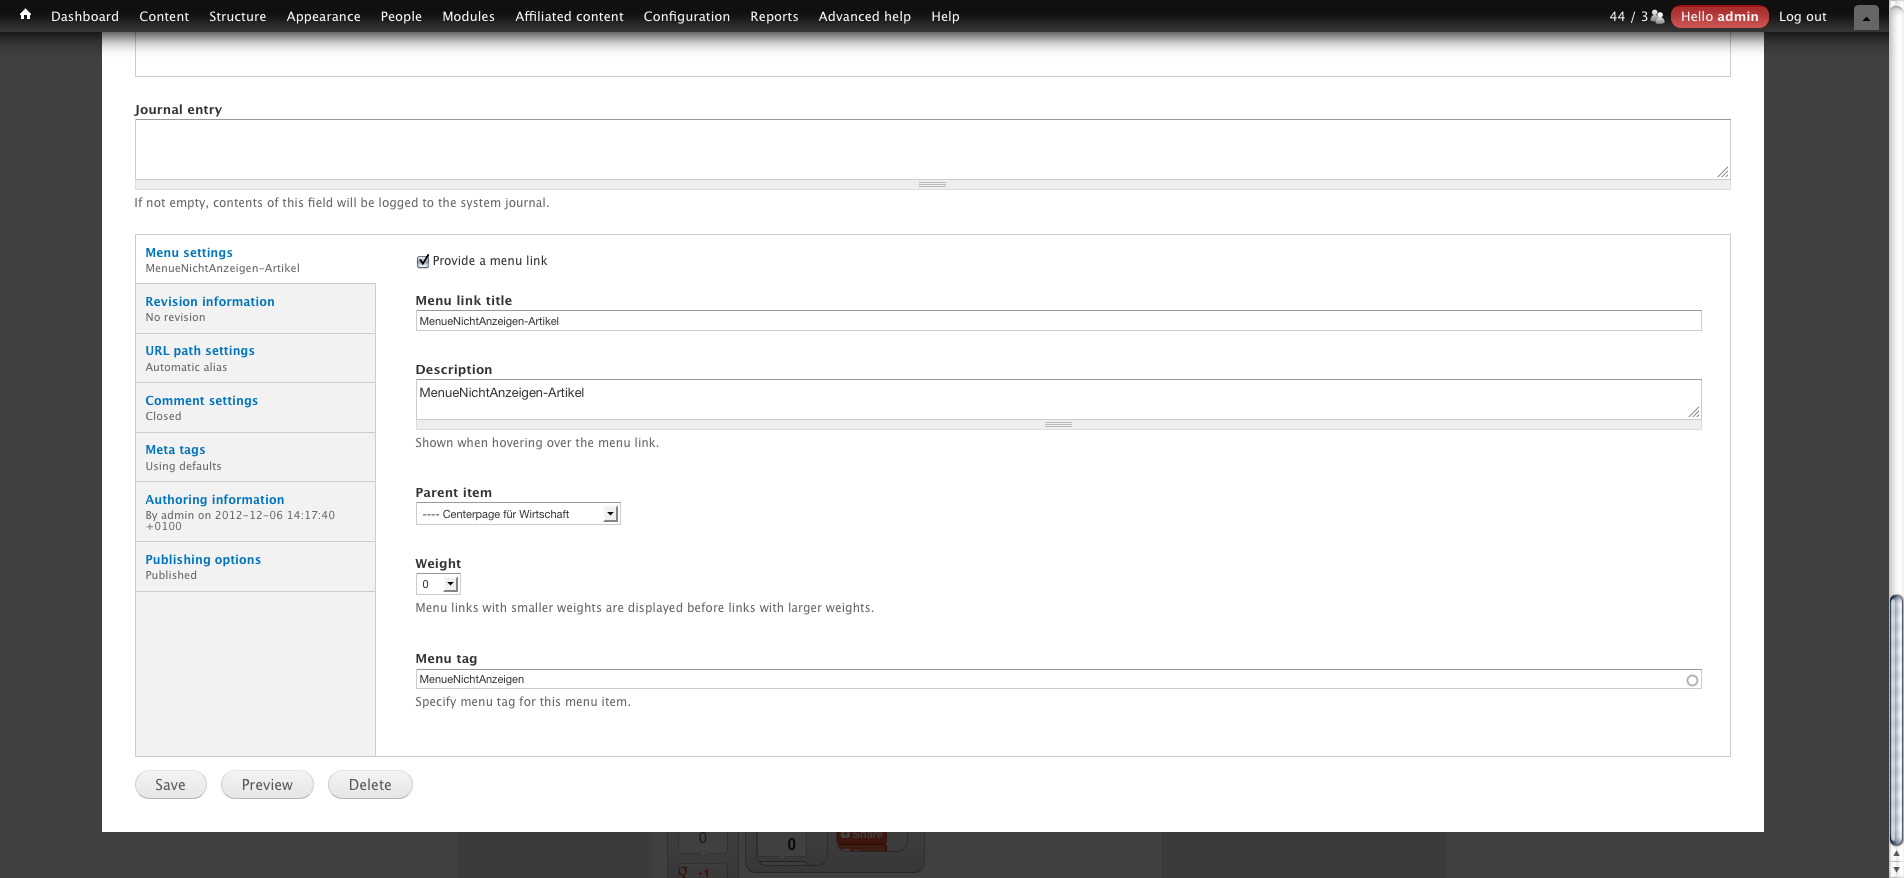 Dashboard Content Structure Appearance People Modules Affiliated content Configuration Reports Advanced help Help 44 / 3 Hello admin Log out
Journal entry
If not empty, contents of this field will be logged to the system journal.
Menu settings
MenueNichtAnzeigen-Artikel
Revision information
No revision
URL path settings
Automatic alias
Comment settings
Closed
Meta tags
Using defaults
Authoring information
By admin on 2012-12-06 14:17:40
+0100
Publishing options
Published
Provide a menu link
Menu link title
MenueNichtAnzeigen-Artikel
Description
MenueNichtAnzeigen-Artikel
Shown when hovering over the menu link.
Parent item
---- Centerpage für Wirtschaft
Weight
0
Menu links with smaller weights are displayed before links with larger weights.
Menu tag
MenueNichtAnzeigen
Specify menu tag for this menu item.
Save Preview Delete
0 0 Share
+1